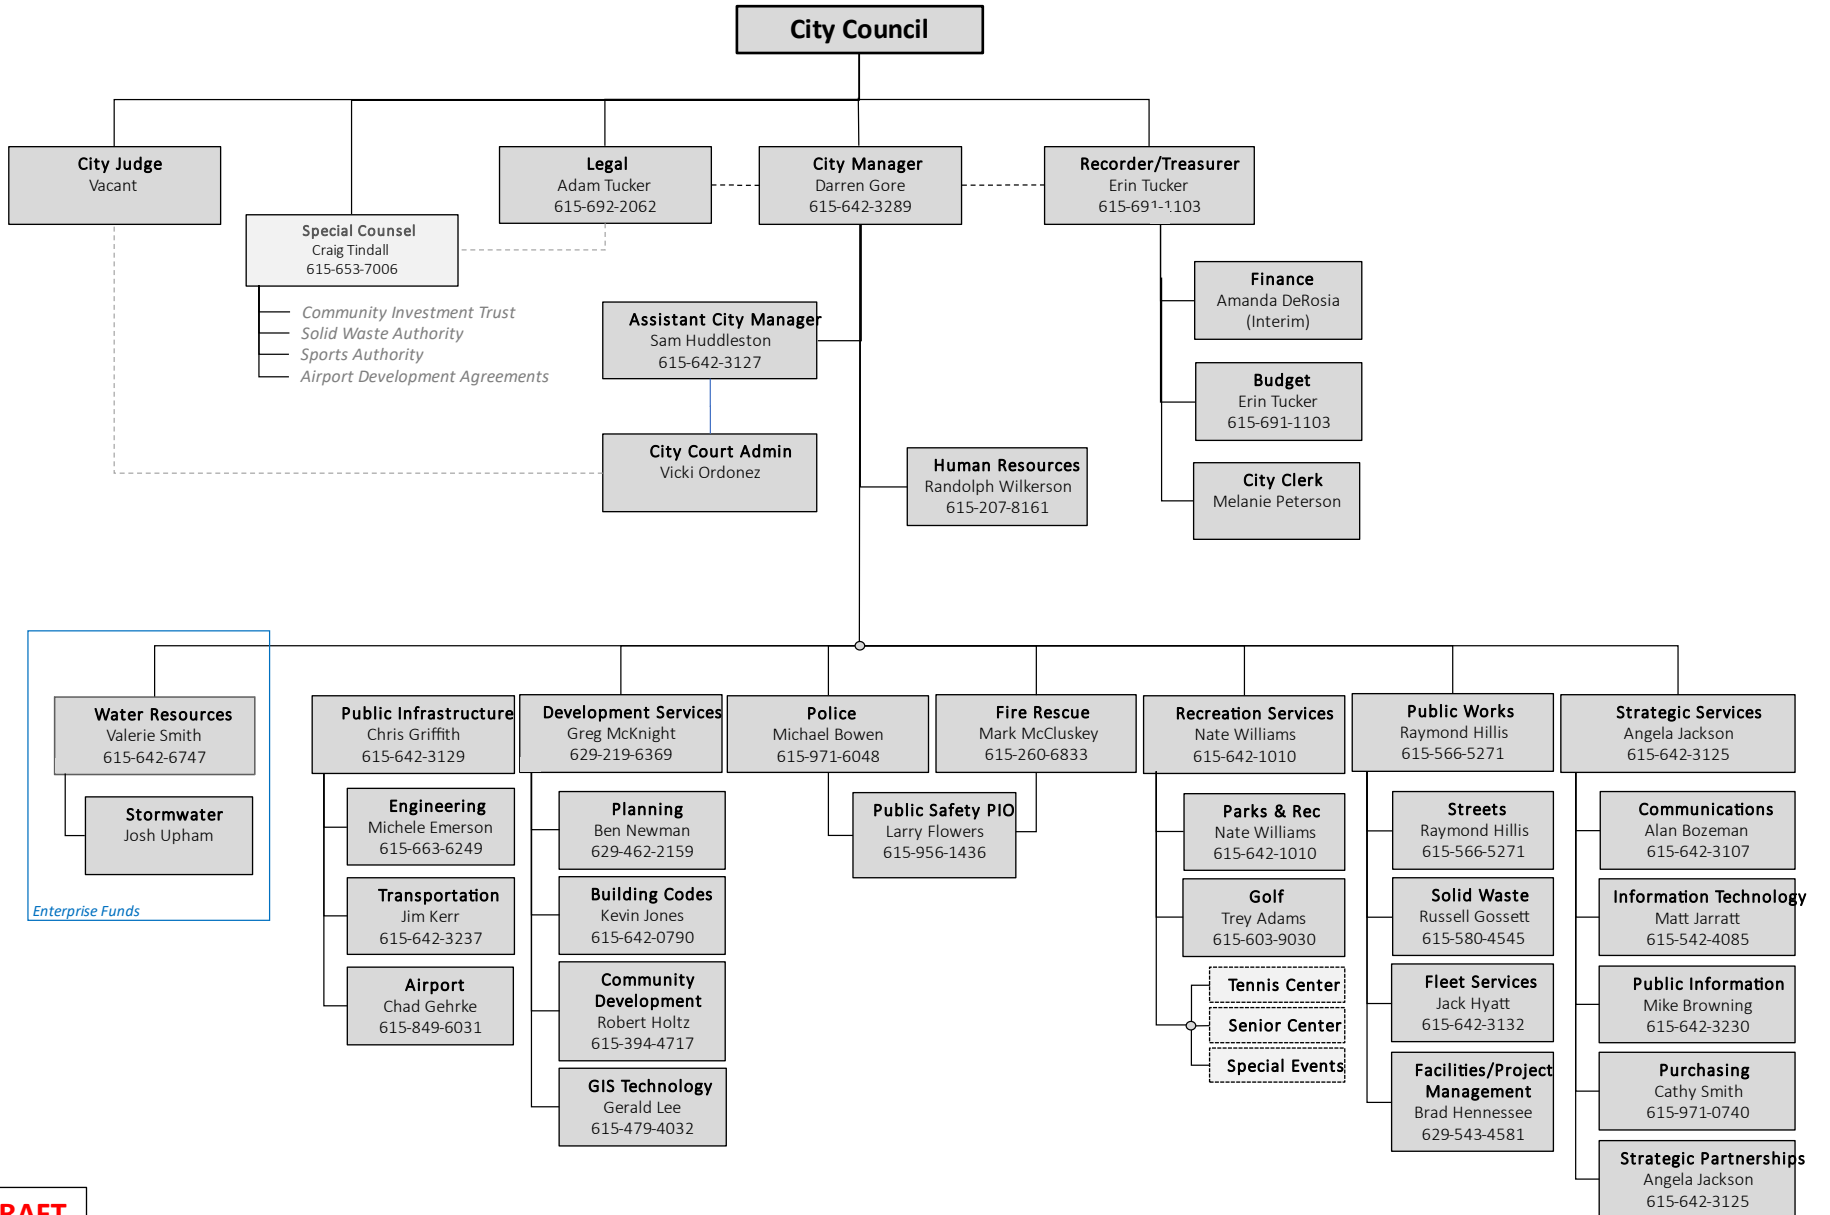 City Council
City Judge
Vacant
Special Counsel
Craig Tindall
615-653-7006
Community Investment Trust
Solid Waste Authority
Sports Authority
Airport Development Agreements
Legal
Adam Tucker
615-692-2062
City Manager
Darren Gore
615-642-3289
Recorder/Treasurer
Erin Tucker
615-691-1103
Assistant City Manager
Sam Huddleston
615-642-3127
City Court Admin
Vicki Ordonez
Human Resources
Randolph Wilkerson
615-207-8161
Finance
Amanda DeRosia
(Interim)
Budget
Erin Tucker
615-691-1103
City Clerk
Melanie Peterson
Water Resources
Valerie Smith
615-642-6747
Stormwater
Josh Upham
Enterprise Funds
Public Infrastructure
Chris Griffith
615-642-3129
Engineering
Michele Emerson
615-663-6249
Transportation
Jim Kerr
615-642-3237
Airport
Chad Gehrke
615-849-6031
Development Services
Greg McKnight
629-219-6369
Planning
Ben Newman
629-462-2159
Building Codes
Kevin Jones
615-642-0790
Community
Development
Robert Holtz
615-394-4717
GIS Technology
Gerald Lee
615-479-4032
Police
Michael Bowen
615-971-6048
Fire Rescue
Mark McCluskey
615-260-6833
Public Safety PIO
Larry Flowers
615-956-1436
Recreation Services
Nate Williams
615-642-1010
Parks & Rec
Nate Williams
615-642-1010
Golf
Trey Adams
615-603-9030
Tennis Center
Senior Center
Special Events
Public Works
Raymond Hillis
615-566-5271
Streets
Raymond Hillis
615-566-5271
Solid Waste
Russell Gossett
615-580-4545
Fleet Services
Jack Hyatt
615-642-3132
Facilities/Project
Management
Brad Hennessee
629-543-4581
Strategic Services
Angela Jackson
615-642-3125
Communications
Alan Bozeman
615-642-3107
Information Technology
Matt Jarratt
615-542-4085
Public Information
Mike Browning
615-642-3230
Purchasing
Cathy Smith
615-971-0740
Strategic Partnerships
Angela Jackson
615-642-3125
RAFT